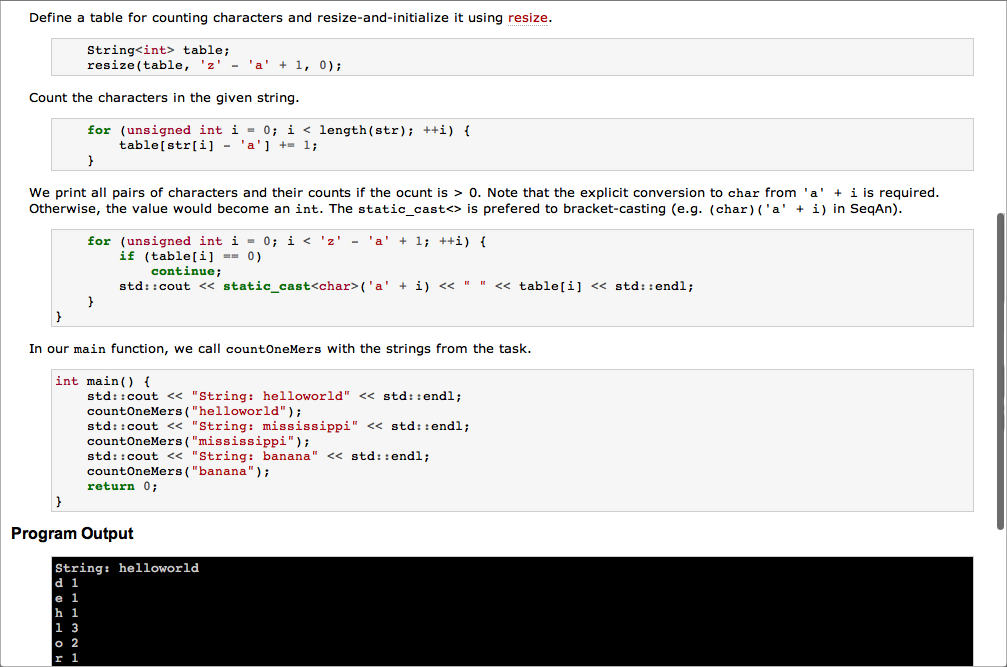 Define a table for counting characters and resize-and-initialize it using resize.
String<int> table;
resize(table, 'z' - 'a' + 1, 0);
Count the characters in the given string.
for (unsigned int i = 0; i < length(str); ++i) {
table[str[i] - 'a'] += 1;
}
We print all pairs of characters and their counts if the ocunt is > 0. Note that the explicit conversion to char from 'a' + i is required.
Otherwise, the value would become an int. The static_cast<> is prefered to bracket-casting (e.g. (char)('a' + i) in SeqAn).
for (unsigned int i = 0; i < 'z' - 'a' + 1; ++i) {
if (table[i] == 0)
continue;
std::cout << static_cast<char>('a' + i) << " " << table[i] << std::endl;
}
}
In our main function, we call countOneMers with the strings from the task.
int main() {
std::cout << "String: helloworld" << std::endl;
countOneMers("helloworld");
std::cout << "String: mississippi" << std::endl;
countOneMers("mississippi");
std::cout << "String: banana" << std::endl;
countOneMers("banana");
return 0;
}
Program Output
String: helloworld
d 1
e 1
h 1
l 3
o 2
r 1